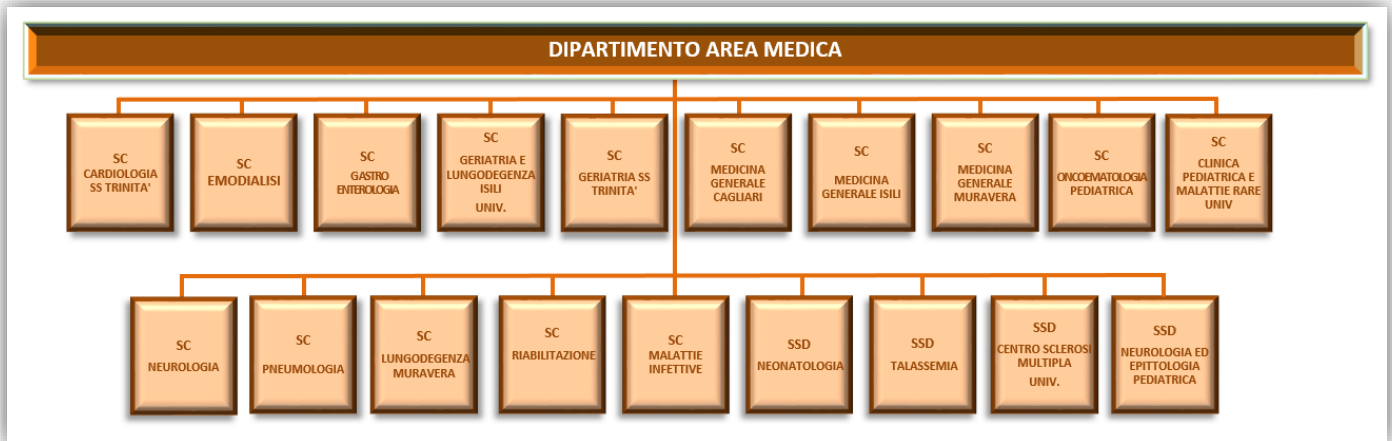 DIPARTIMENTO AREA MEDICA
SC
CARDIOLOGIA
SS TRINITA'
SC
EMODIALISI
SC
GASTRO
ENTEROLOGIA
SC
GERIATRIA E
LUNGODEGENZA
ISILI
UNIV.
SC
GERIATRIA SS
TRINITA'
SC
MEDICINA
GENERALE
CAGLIARI
SC
MEDICINA
GENERALE ISILI
SC
MEDICINA
GENERALE
MURAVERA
SC
ONCOEMATOLOGIA
PEDIATRICA
SC
CLINICA
PEDIATRICA E
MALATTIE RARE
UNIV
SC
NEUROLOGIA
SC
PNEUMOLOGIA
SC
LUNGODEGENZA
MURAVERA
SC
RIABILITAZIONE
SC
MALATTIE
INFETTIVE
SSD
NEONATOLOGIA
SSD
TALASSEMIA
SSD
CENTRO SCLEROSI
MULTIPLA
UNIV.
SSD
NEUROLOGIA ED
EPITTOLOGIA
PEDIATRICA